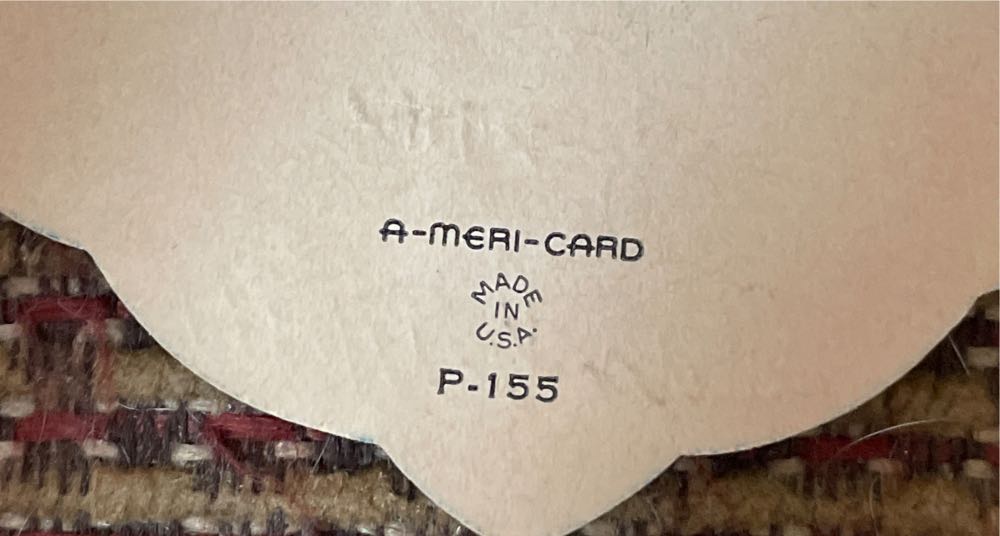 A-MERI-CARD
MADE
IN
U.S.A.
P-155